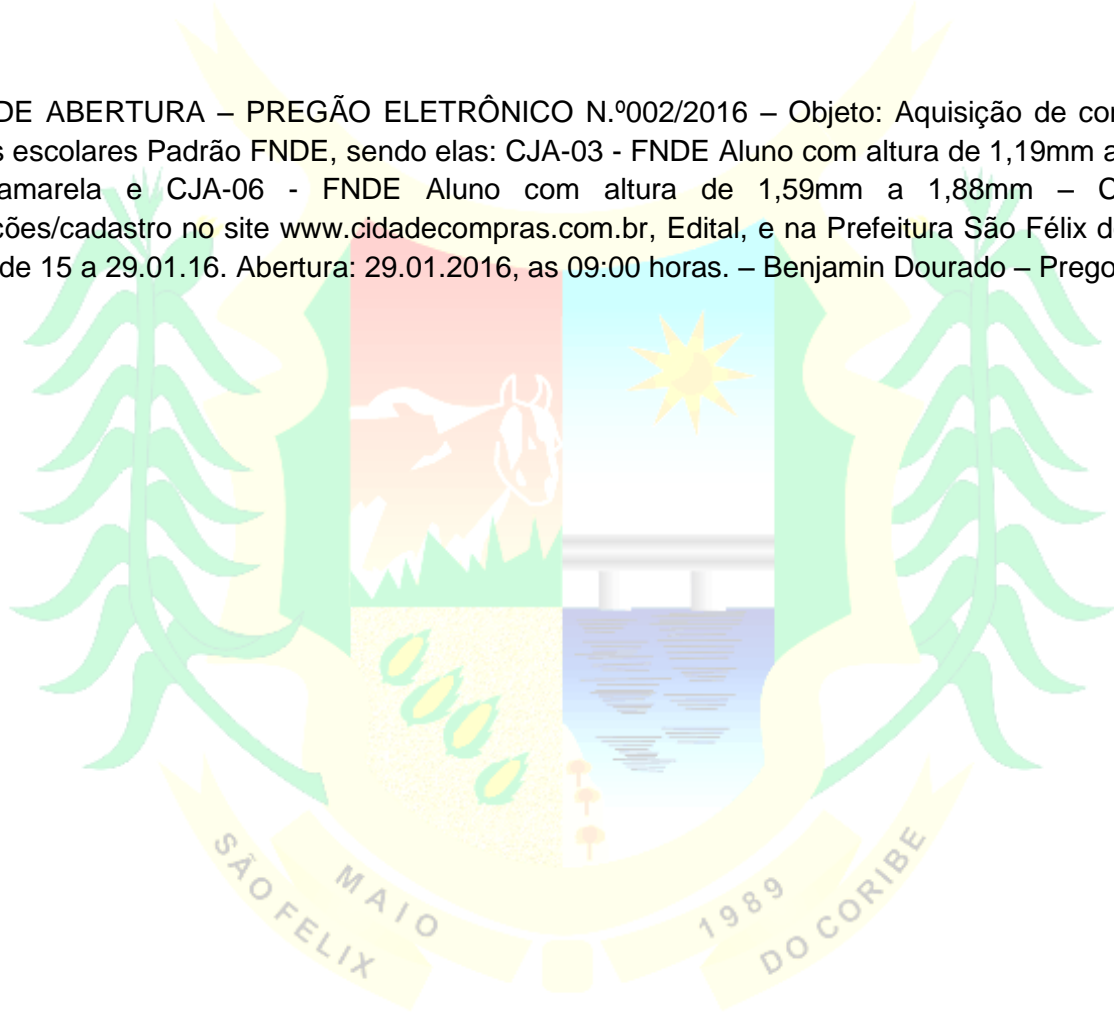 DE ABERTURA – PREGÃO ELETRÔNICO N.º002/2016 – Objeto: Aquisição de
s escolares Padrão FNDE, sendo elas: CJA-03 - FNDE Aluno com altura de 1,19mm a
amarela e CJA-06 - FNDE Aluno com altura de 1,59mm a 1,88mm –
ções/cadastro no site www.cidadecompras.com.br, Edital, e na Prefeitura São Félix
de 15 a 29.01.16. Abertura: 29.01.2016, as 09:00 horas. – Benjamin Dourado –
SÃO FELIX MAIO 1989 DO CORIBE